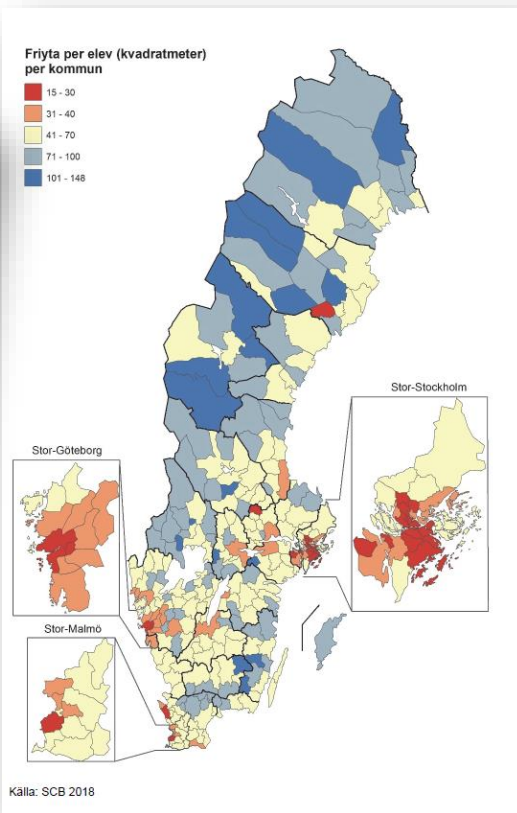 Friyta per elev (kvadratmeter)
per kommun
15 - 30
31 - 40
41 - 70
71 - 100
101 - 148
Stor-Stockholm
Stor-Göteborg
Stor-Malmö
Källa: SCB 2018